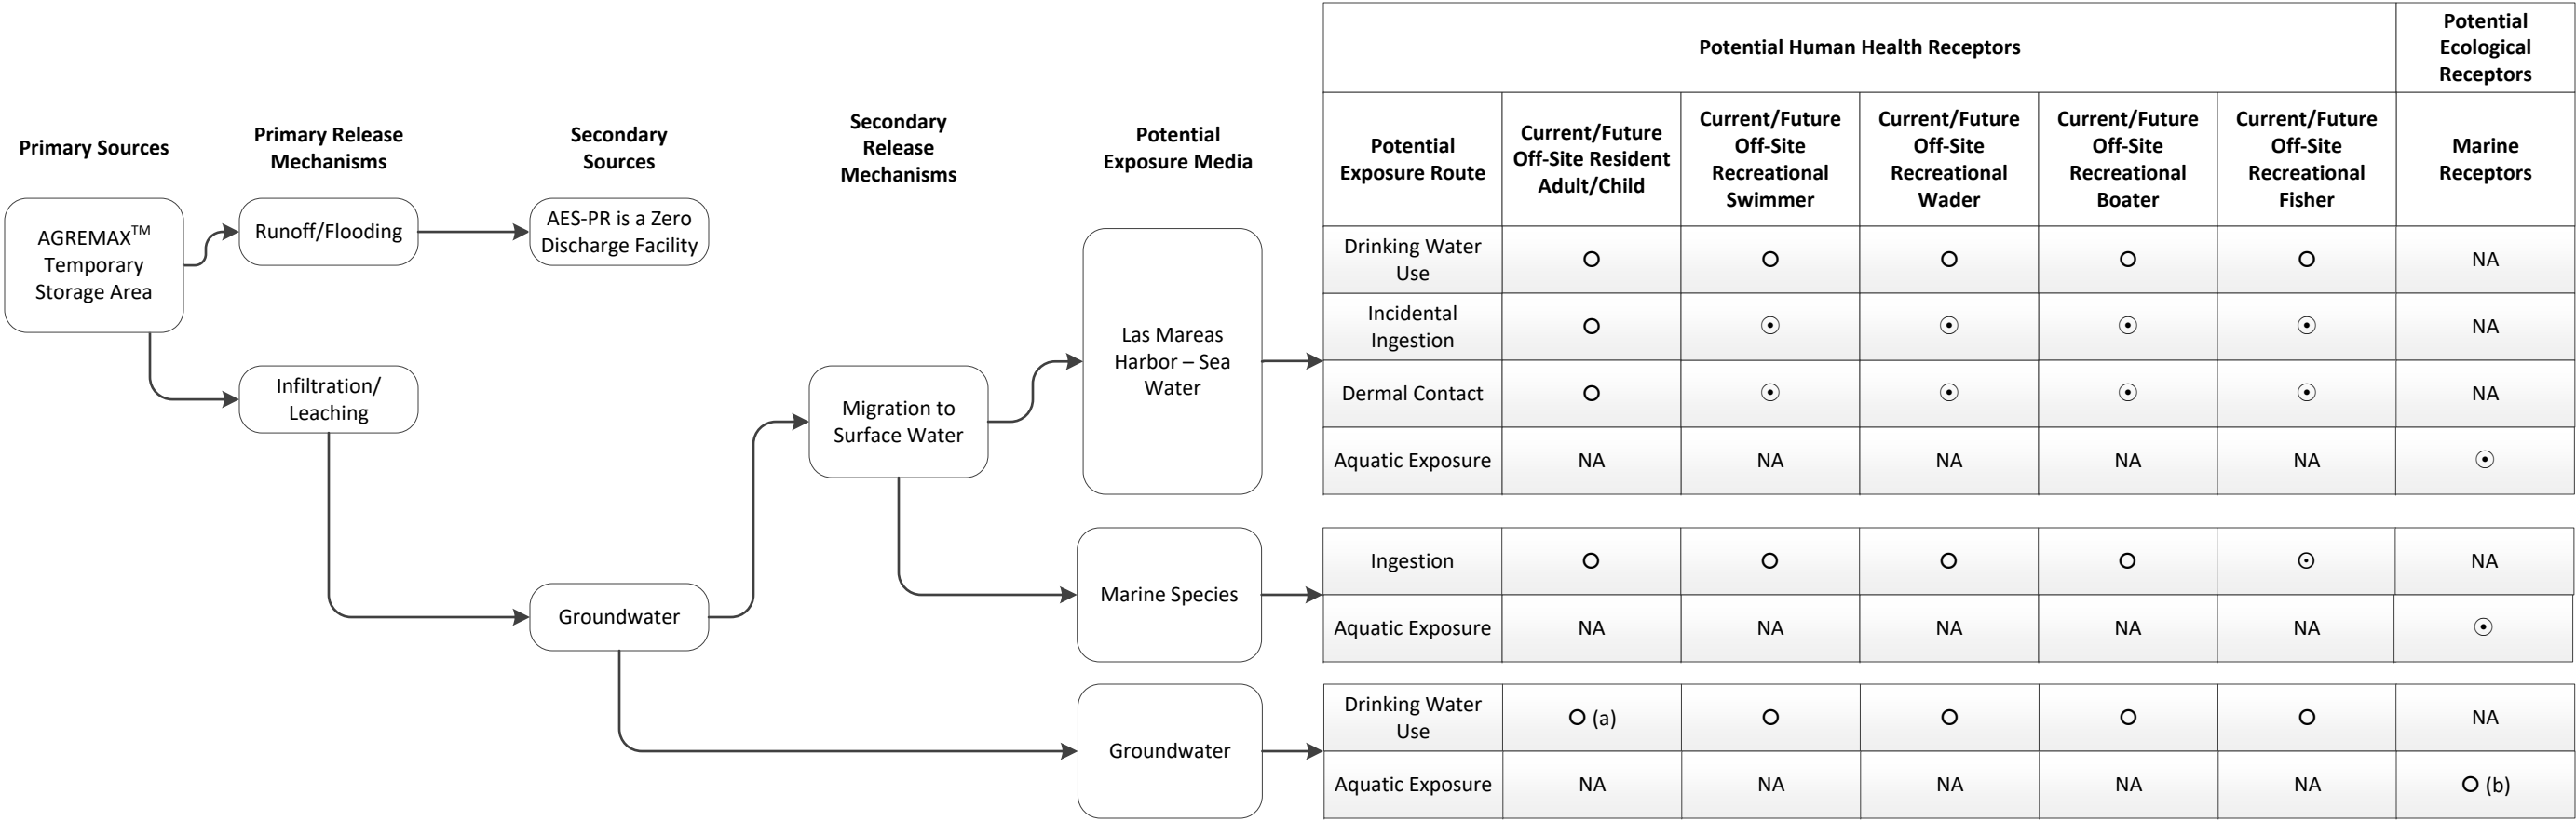 Potential Human Health Receptors
Potential
Ecological
Receptors
Primary Sources
Primary Release
Mechanisms
Secondary
Sources
Secondary
Release
Mechanisms
Potential
Exposure Media
Potential
Exposure Route
Current/Future
Off-Site Resident
Adult/Child
Current/Future
Off-Site
Recreational
Swimmer
Current/Future
Off-Site
Recreational
Wader
Current/Future
Off-Site
Recreational
Boater
Current/Future
Off-Site
Recreational
Fisher
Marine
Receptors
AGREMAX™
Temporary
Storage Area
Runoff/Flooding
AES-PR is a Zero
Discharge Facility
Infiltration/
Leaching
Groundwater
Migration to
Surface Water
Las Mareas
Harbor – Sea
Water
Drinking Water
Use
NA
Incidental
Ingestion
NA
Dermal Contact
NA
Aquatic Exposure
NA
NA
NA
NA
NA
Marine Species
Ingestion
NA
Aquatic Exposure
NA
NA
NA
NA
NA
Groundwater
Drinking Water
Use
(a)
NA
Aquatic Exposure
NA
NA
NA
NA
NA
(b)